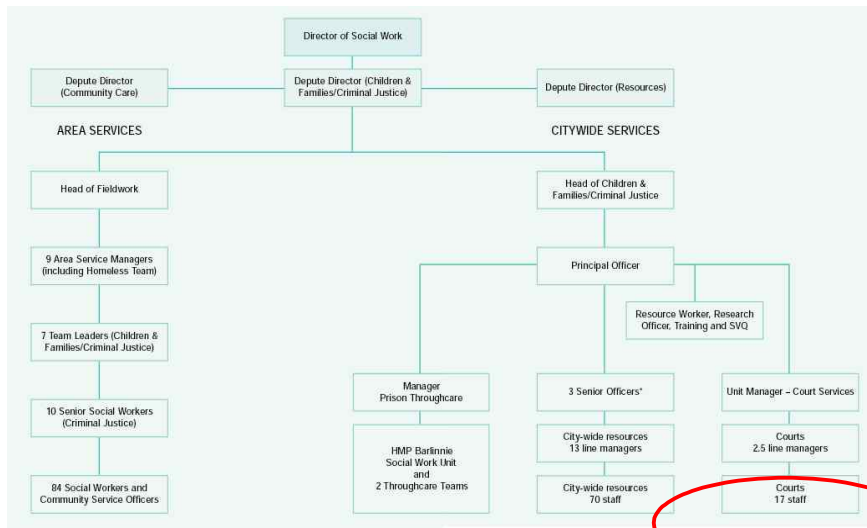 Director of Social Work
Depute Director
(Community Care)
Depute Director (Children &
Families/Criminal Justice)
Depute Director (Resources)
AREA SERVICES
CITYWIDE SERVICES
Head of Fieldwork
Head of Children &
Families/Criminal Justice
9 Area Service Managers
(including Homeless Team)
Principal Officer
Resource Worker, Research
Officer, Training and SVQ
7 Team Leaders (Children &
Families/Criminal Justice)
Manager
Prison Throughcare
3 Senior Officers*
Unit Manager – Court Services
10 Senior Social Workers
(Criminal Justice)
HMP Barlinnie
Social Work Unit
and
2 Throughcare Teams
City-wide resources
13 line managers
Courts
2.5 line managers
84 Social Workers and
Community Service Officers
City-wide resources
70 staff
Courts
17 staff